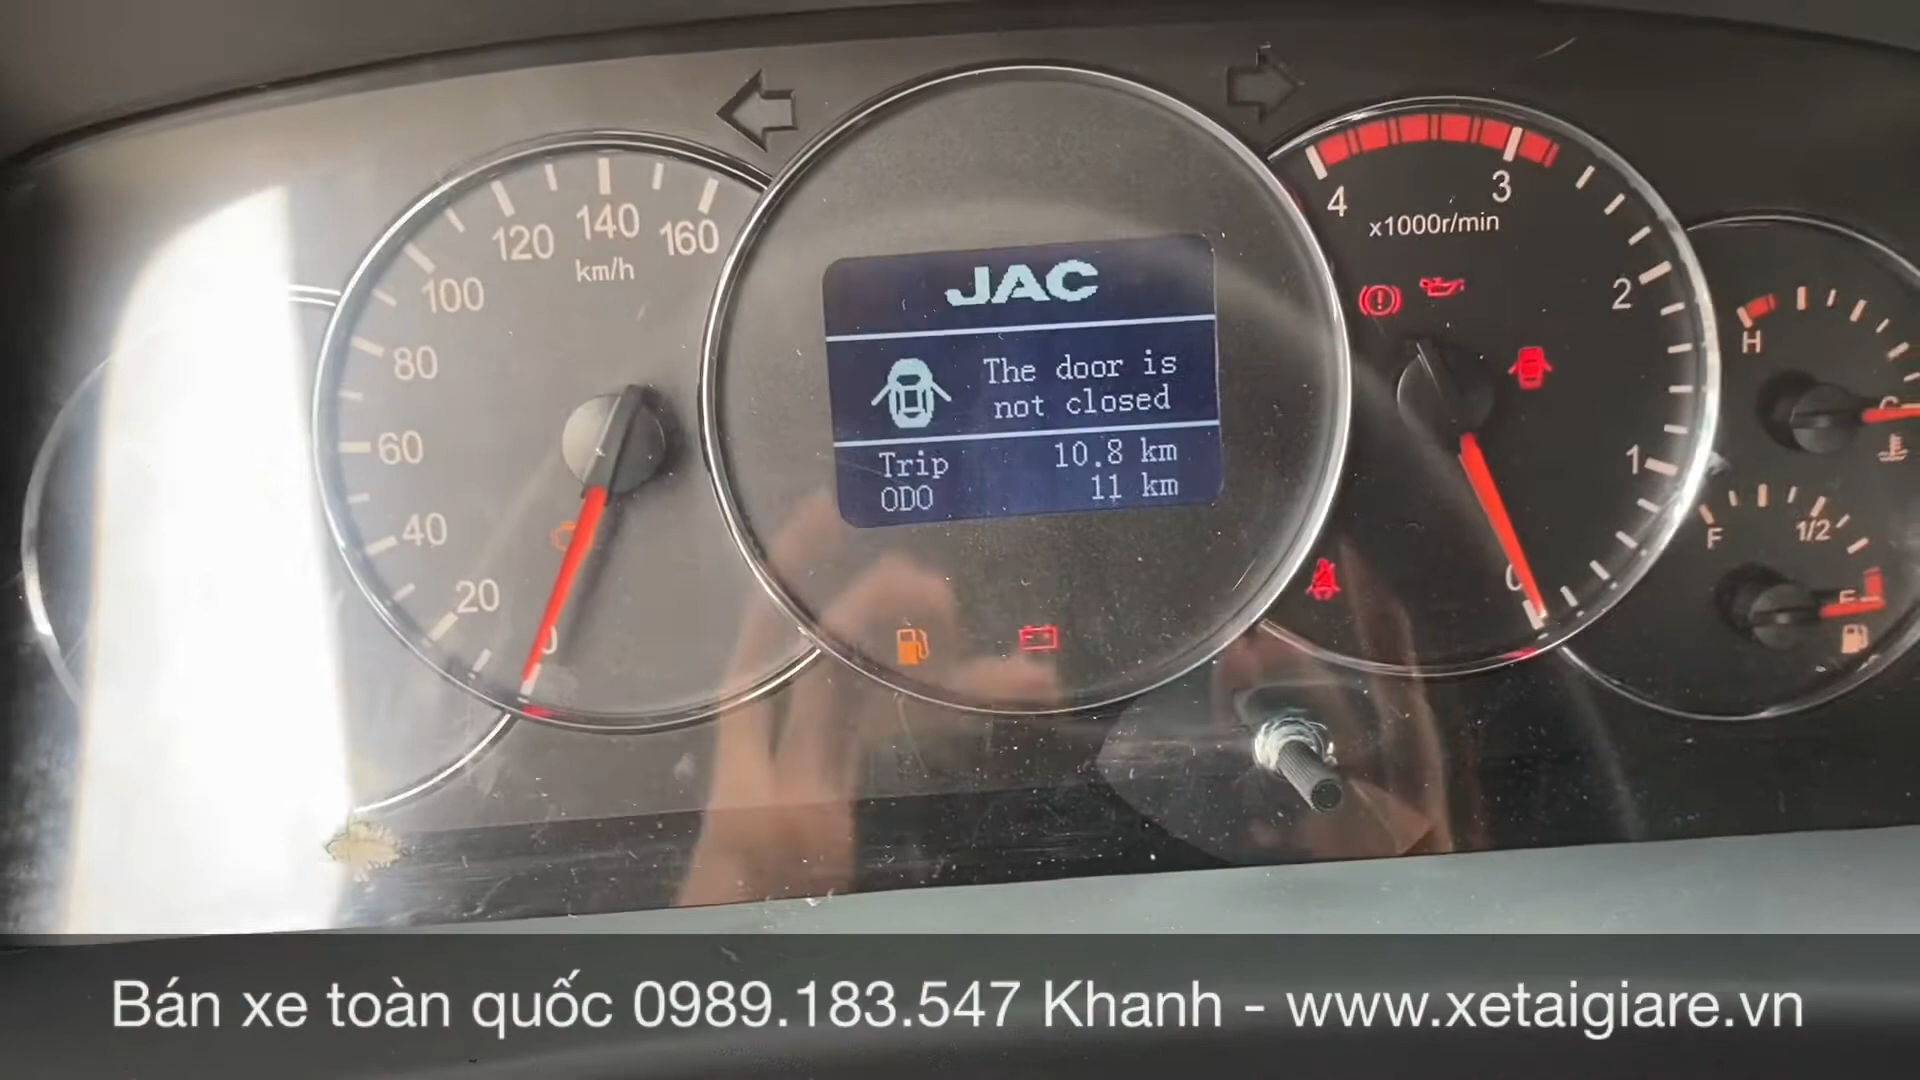 120 140 160
km/h
100
80
60
40
20
0
JAC
The door is
not closed
Trip 10.8 km
ODO 11 km
4 3
x1000r/min
2
1
0
H
C
F 1/2
E
Bán xe toàn quốc 0989.183.547 Khanh - www.xetaigiare.vn